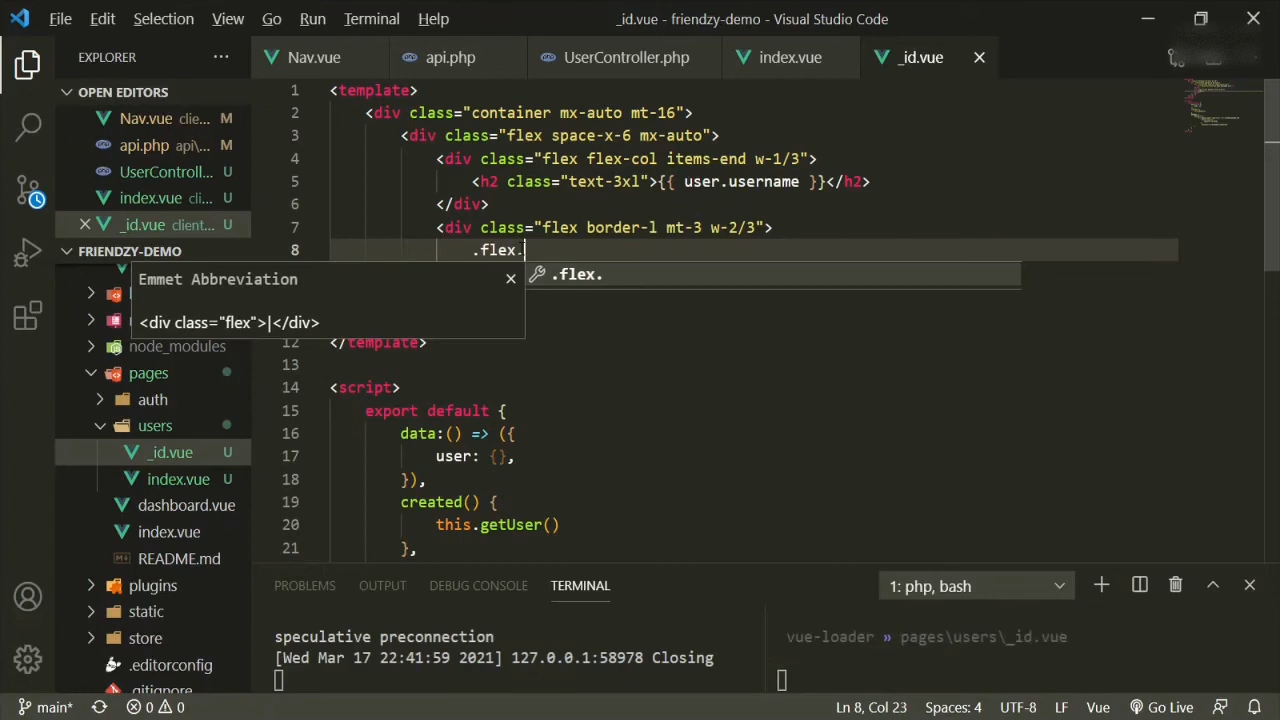 File Edit Selection View Go Run Terminal Help
_id.vue - friendzy-demo - Visual Studio Code
EXPLORER
Nav.vue
api.php
UserController.php
index.vue
_id.vue
OPEN EDITORS
Nav.vue cli... M
api.php api\... M
UserControll... U
index.vue cli... U
_id.vue client... U
FRIENDZY-DEMO
node_modules
pages
auth
users
_id.vue U
index.vue U
dashboard.vue
index.vue
README.md
plugins
static
store
.editorconfig
.gitignore
1 <template>
2 <div class="container mx-auto mt-16">
3 <div class="flex space-x-6 mx-auto">
4 <div class="flex flex-col items-end w-1/3">
5 <h2 class="text-3xl">{{ user.username }}</h2>
6 </div>
7 <div class="flex border-l mt-3 w-2/3">
8 .flex.
Emmet Abbreviation
<div class="flex">|</div>
.flex.
12 </template>
13
14 <script>
15 export default {
16 data:() => ({
17 user: {},
18 }),
19 created() {
20 this.getUser()
21 },
PROBLEMS OUTPUT DEBUG CONSOLE TERMINAL
1: php, bash
speculative preconnection
[Wed Mar 17 22:41:59 2021] 127.0.0.1:58978 Closing
vue-loader » pages\users\_id.vue
main* 0 0
Ln 8, Col 23 Spaces: 4 UTF-8 LF Vue Go Live